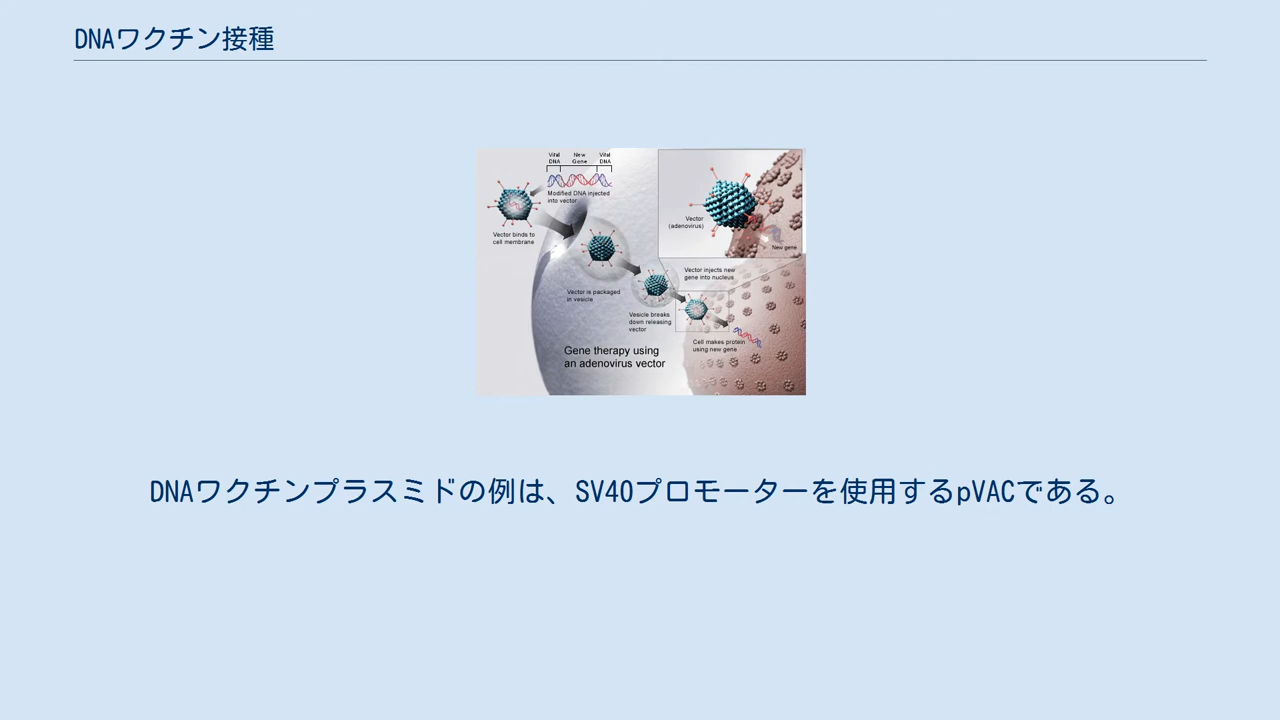 DNAワクチン接種
Viral
DNA
New
Gene
Viral
DNA
Modified DNA injected
into vector
Vector binds to
cell membrane
Vector is packaged
in vesicle
Vesicle breaks
down releasing
vector
Vector
(adenovirus)
New gene
Vector injects new
gene into nucleus
Cell makes protein
using new gene
Gene therapy using
an adenovirus vector
DNAワクチンプラスミドの例は、SV40プロモーターを使用するpVACである。